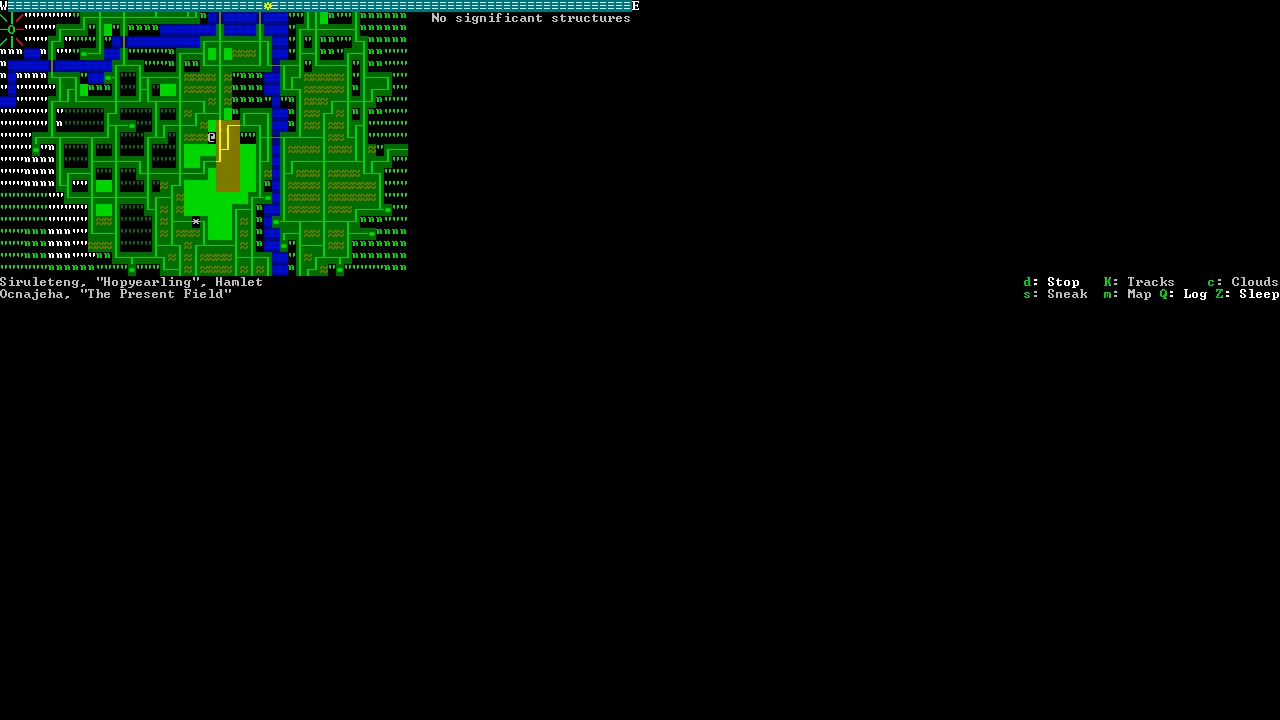 W E
No significant structures
Siruleteng, "Hopyearling", Hamlet
Ocnajeha, "The Present Field"
d: Stop K: Tracks c: Clouds
s: Sneak m: Map Q: Log Z: Sleep